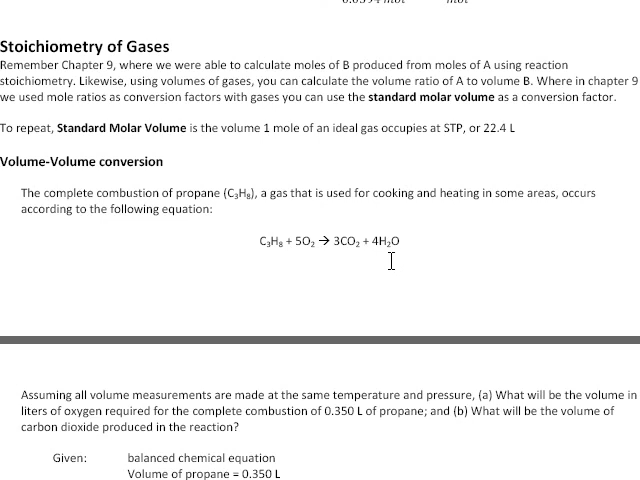 Stoichiometry of Gases
Remember Chapter 9, where we were able to calculate moles of B produced from moles of A using reaction
stoichiometry. Likewise, using volumes of gases, you can calculate the volume ratio of A to volume B. Where in chapter 9
we used mole ratios as conversion factors with gases you can use the standard molar volume as a conversion factor.
To repeat, Standard Molar Volume is the volume 1 mole of an ideal gas occupies at STP, or 22.4 L
Volume-Volume conversion
The complete combustion of propane (C₃H₈), a gas that is used for cooking and heating in some areas, occurs
according to the following equation:
C₃H₈ + 5O₂ → 3CO₂ + 4H₂O
Assuming all volume measurements are made at the same temperature and pressure, (a) What will be the volume in
liters of oxygen required for the complete combustion of 0.350 L of propane; and (b) What will be the volume of
carbon dioxide produced in the reaction?
Given: balanced chemical equation
Volume of propane = 0.350 L